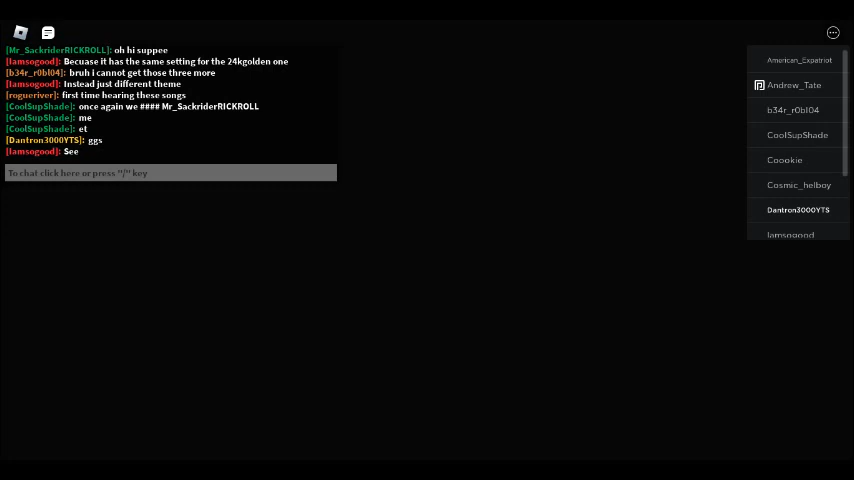 [Mr_SackriderRICKROLL]: oh hi suppee
[Iamsogood]: Becuase it has the same setting for the 24kgolden one
[b34r_r0bl04]: bruh i cannot get those three more
[Iamsogood]: Instead just different theme
[rogueriver]: first time hearing these songs
[CoolSupShade]: once again we #### Mr_SackriderRICKROLL
[CoolSupShade]: me
[CoolSupShade]: et
[Dantron3000YTS]: ggs
[Iamsogood]: See
To chat click here or press "/" key
American_Expatriot
Andrew_Tate
b34r_r0bl04
CoolSupShade
Coookie
Cosmic_helboy
Dantron3000YTS
Iamsogood